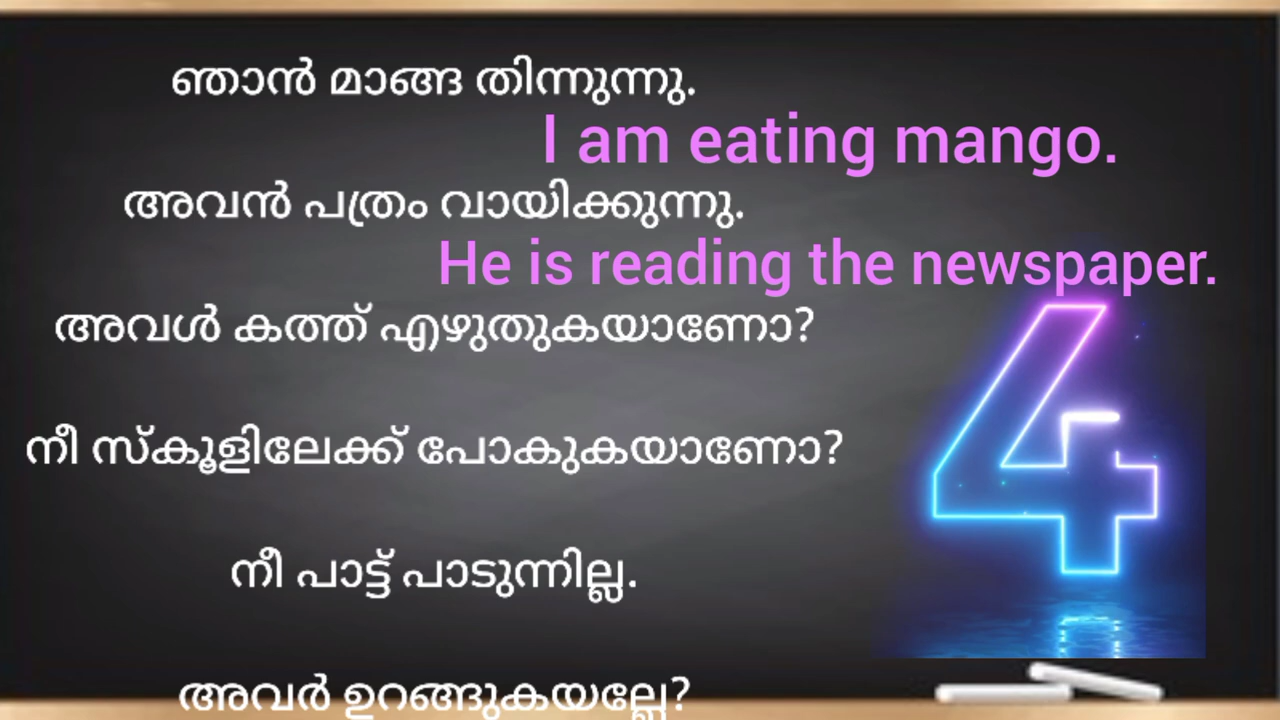 ഞാൻ മാങ്ങ തിന്നുന്നു.
I am eating mango.
അവൻ പത്രം വായിക്കുന്നു.
He is reading the newspaper.
അവൾ കത്ത് എഴുതുകയാണോ?
നീ സ്കൂളിലേക്ക് പോകുകയാണോ?
4
നീ പാട്ട് പാടുന്നില്ല.
അവർ ഉറങ്ങുകയല്ലേ?